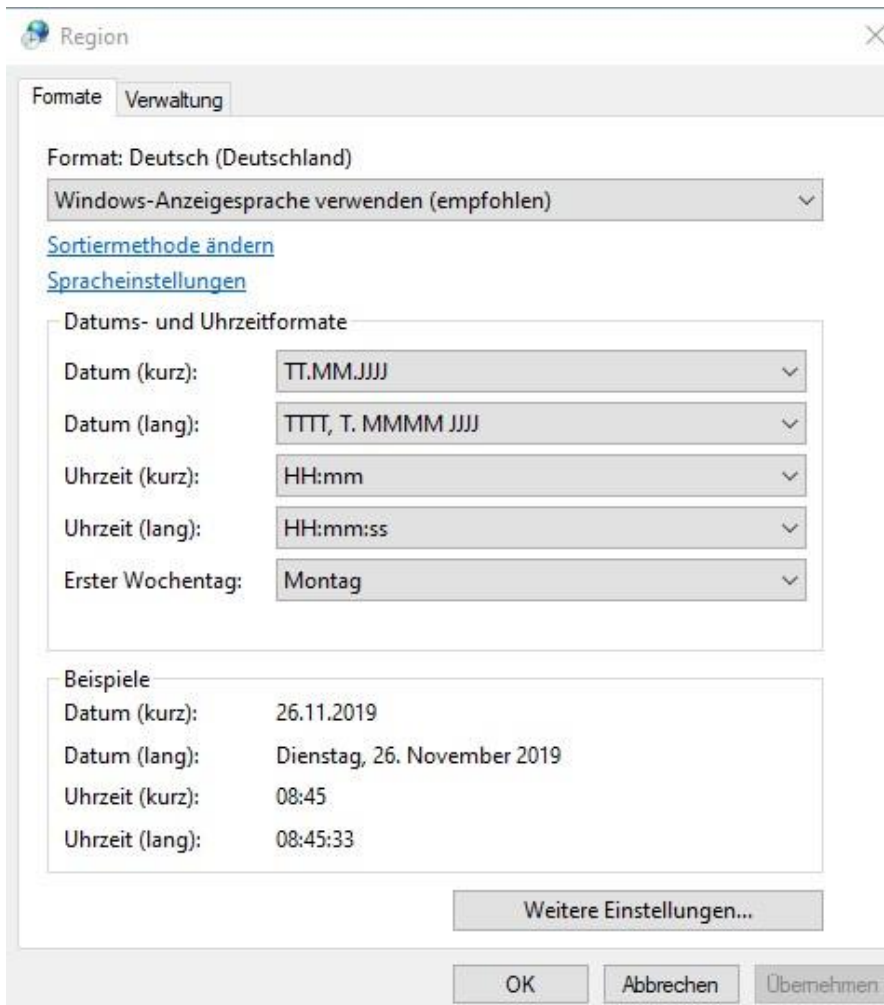 Region
Formate Verwaltung
Format: Deutsch (Deutschland)
Windows-Anzeigesprache verwenden (empfohlen)
Sortiermethode ändern
Spracheinstellungen
Datums- und Uhrzeitformate
Datum (kurz): TT.MM.JJJJ
Datum (lang): TTTT, T. MMMM JJJJ
Uhrzeit (kurz): HH:mm
Uhrzeit (lang): HH:mm:ss
Erster Wochentag: Montag
Beispiele
Datum (kurz): 26.11.2019
Datum (lang): Dienstag, 26. November 2019
Uhrzeit (kurz): 08:45
Uhrzeit (lang): 08:45:33
Weitere Einstellungen...
OK Abbrechen Übernehmen